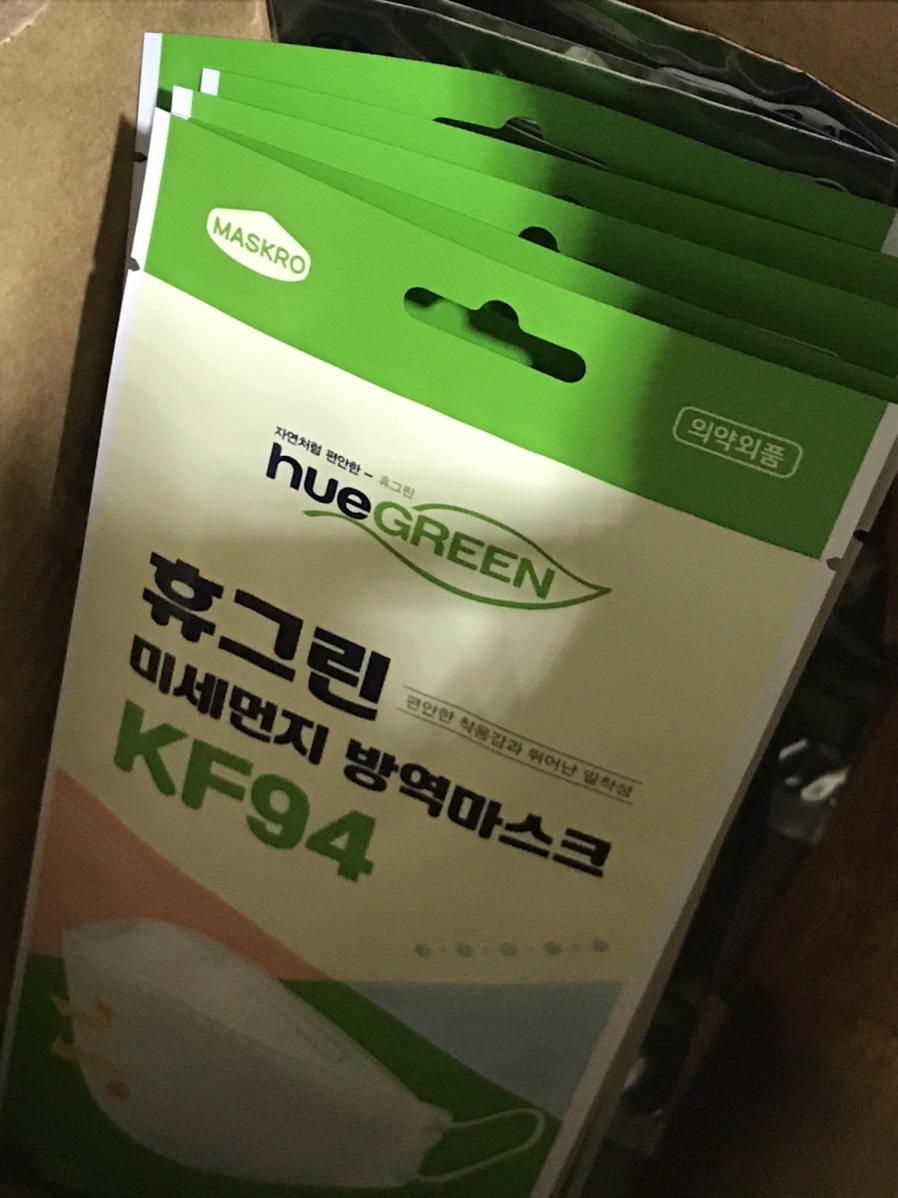 MASKRO
의약외품
자연처럼 편안한 - 휴그린
hueGREEN
휴그린
편안한 착용감과 뛰어난 밀착성
미세먼지 방역마스크
KF94